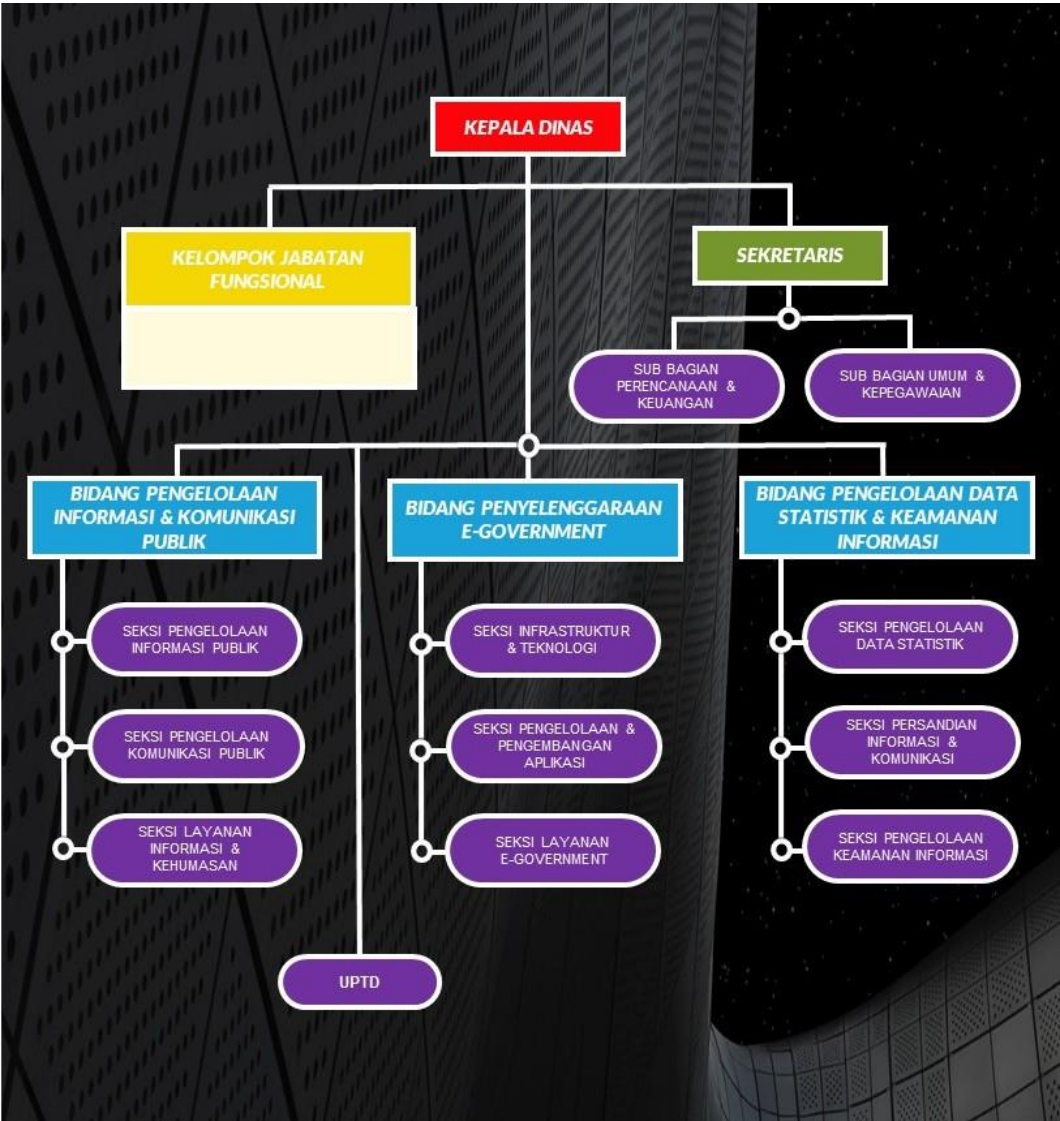 KEPALA DINAS
KELOMPOK JABATAN
FUNGSIONAL
SEKRETARIS
SUB BAGIAN
PERENCANAAN &
KEUANGAN
SUB BAGIAN UMUM &
KEPEGAWAIAN
BIDANG PENGELOLAAN
INFORMASI & KOMUNIKASI
PUBLIK
SEKSI PENGELOLAAN
INFORMASI PUBLIK
SEKSI PENGELOLAAN
KOMUNIKASI PUBLIK
SEKSI LAYANAN
INFORMASI &
KEHUMASAN
BIDANG PENYELENGGARAAN
E-GOVERNMENT
SEKSI INFRASTRUKTUR
& TEKNOLOGI
SEKSI PENGELOLAAN &
PENGEMBANGAN
APLIKASI
SEKSI LAYANAN
E-GOVERNMENT
BIDANG PENGELOLAAN DATA
STATISTIK & KEAMANAN
INFORMASI
SEKSI PENGELOLAAN
DATA STATISTIK
SEKSI PERSANDIAN
INFORMASI &
KOMUNIKASI
SEKSI PENGELOLAAN
KEAMANAN INFORMASI
UPTD